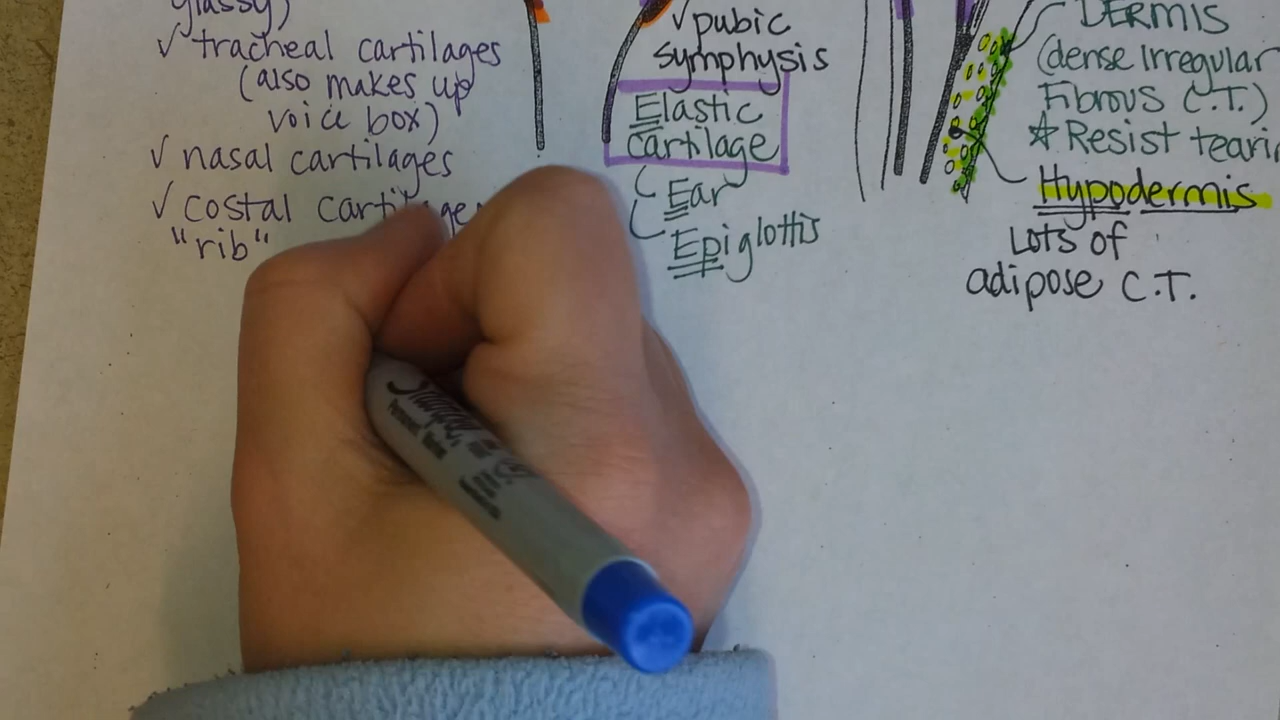 glassy)
✓ tracheal cartilages
(also makes up
voice box)
✓ nasal cartilages
✓ costal cartilage
"rib"
✓ pubic
symphysis
Elastic
Cartilage
Ear
Epiglottis
DERMIS
(dense Irregular
Fibrous C.T.)
☆ Resist
Hypodermis
Lots of
adipose C.T.
Sharpie